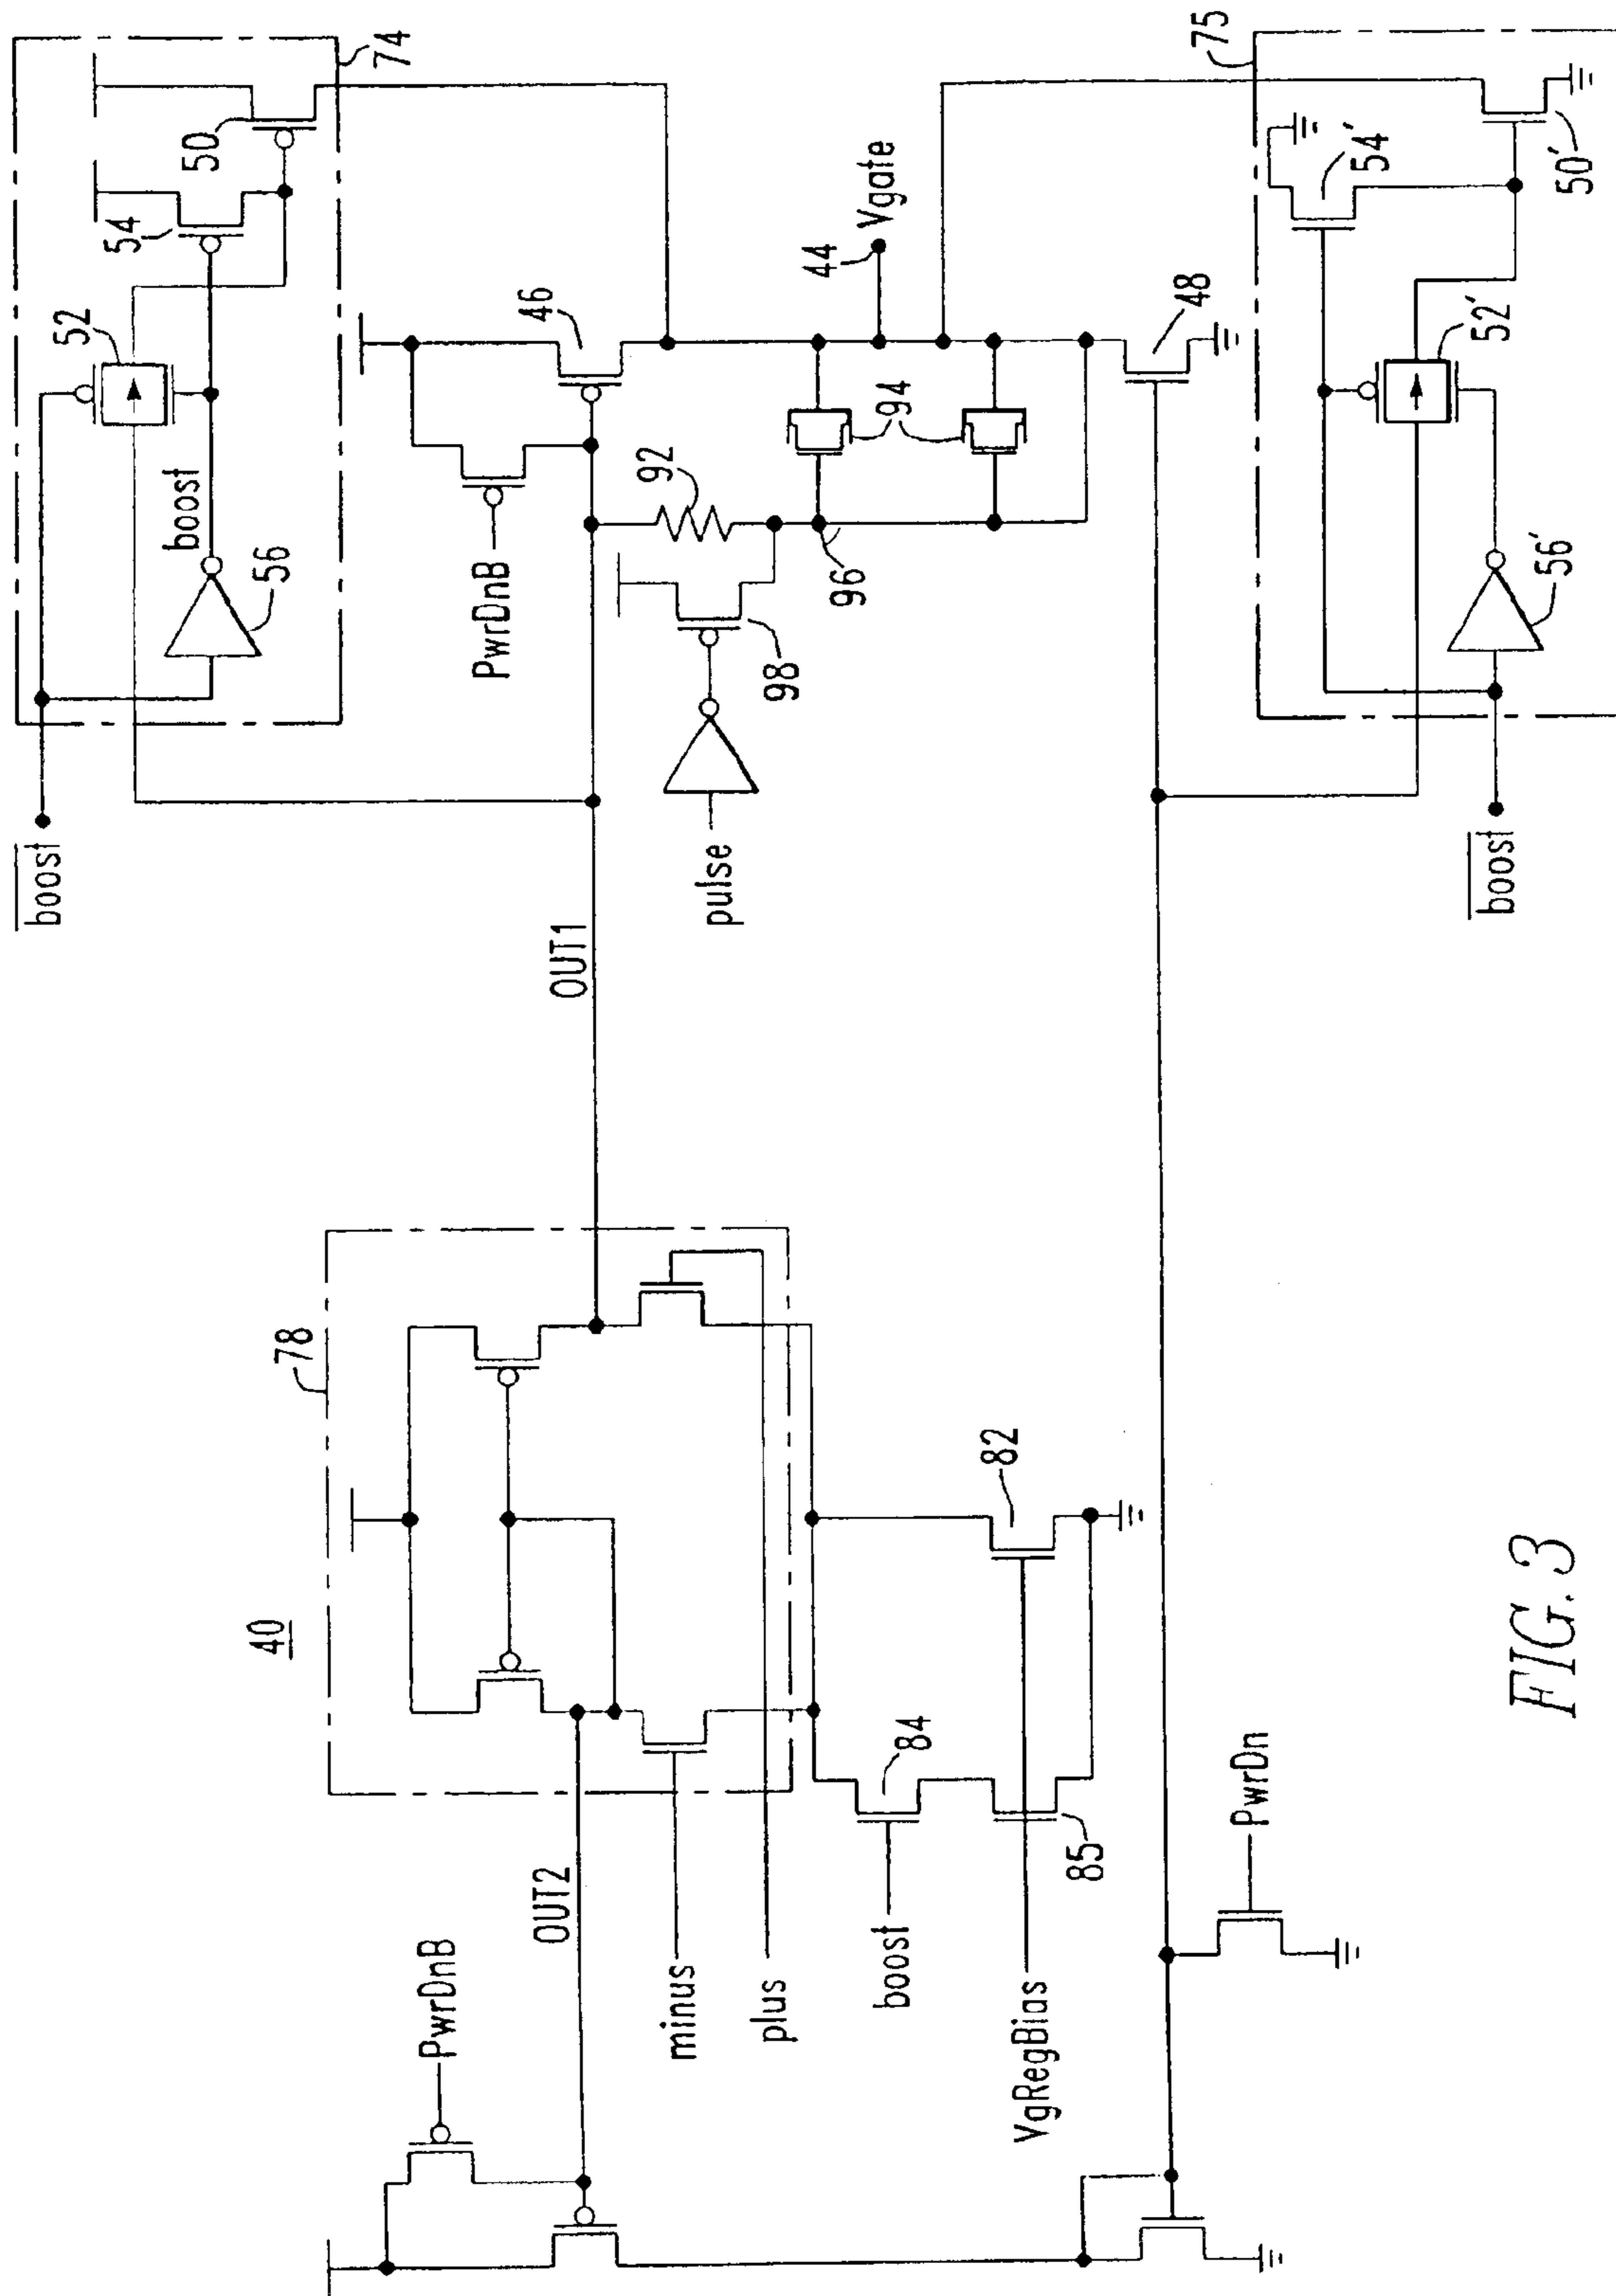 boost
74
50
54
52
boost
56
46
PwrDnB
92
98
96
94
44
Vgate
48
pulse
OUT1
75
54'
50'
52'
56'
boost
78
40
82
84
85
OUT2
PwrDnB
minus
plus
boost
VgRegBias
PwrDn
FIG. 3